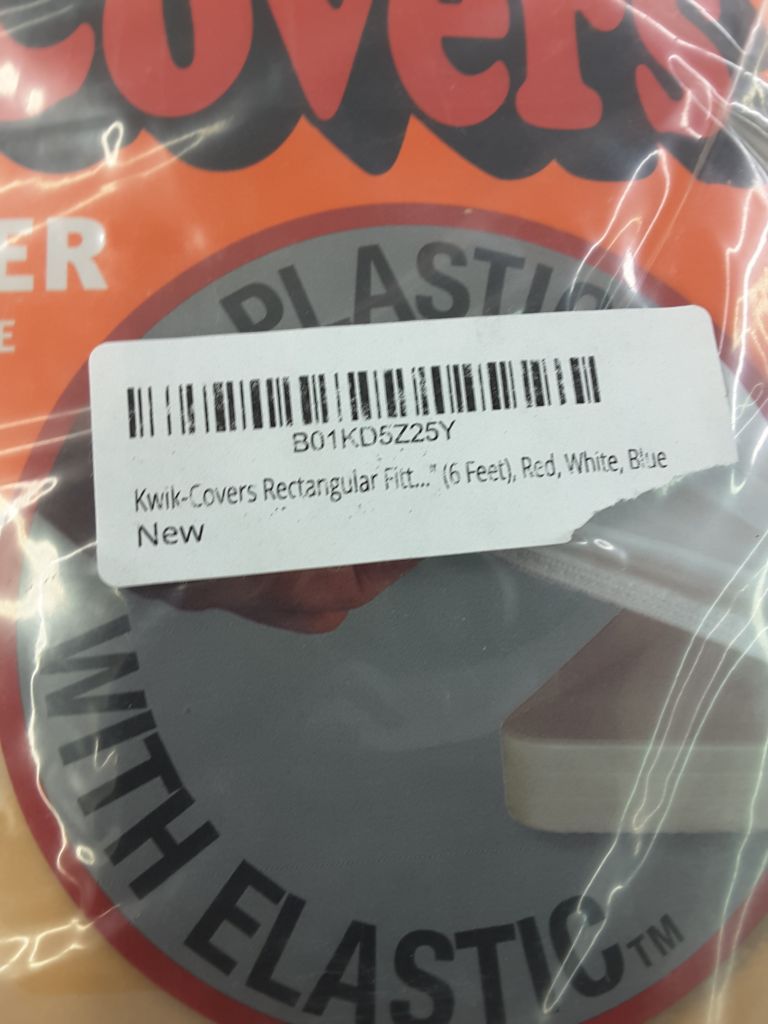 Covers
ER
E
PLASTIC
B01KD5Z25Y
Kwik-Covers Rectangular Fitt..." (6 Feet), Red, White, Blue
New
WITH ELASTIC™